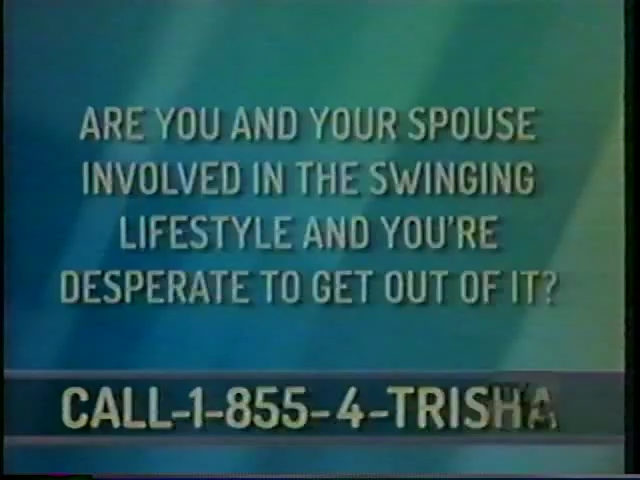 ARE YOU AND YOUR SPOUSE
INVOLVED IN THE SWINGING
LIFESTYLE AND YOU'RE
DESPERATE TO GET OUT OF IT?
CALL-1-855-4-TRISHA